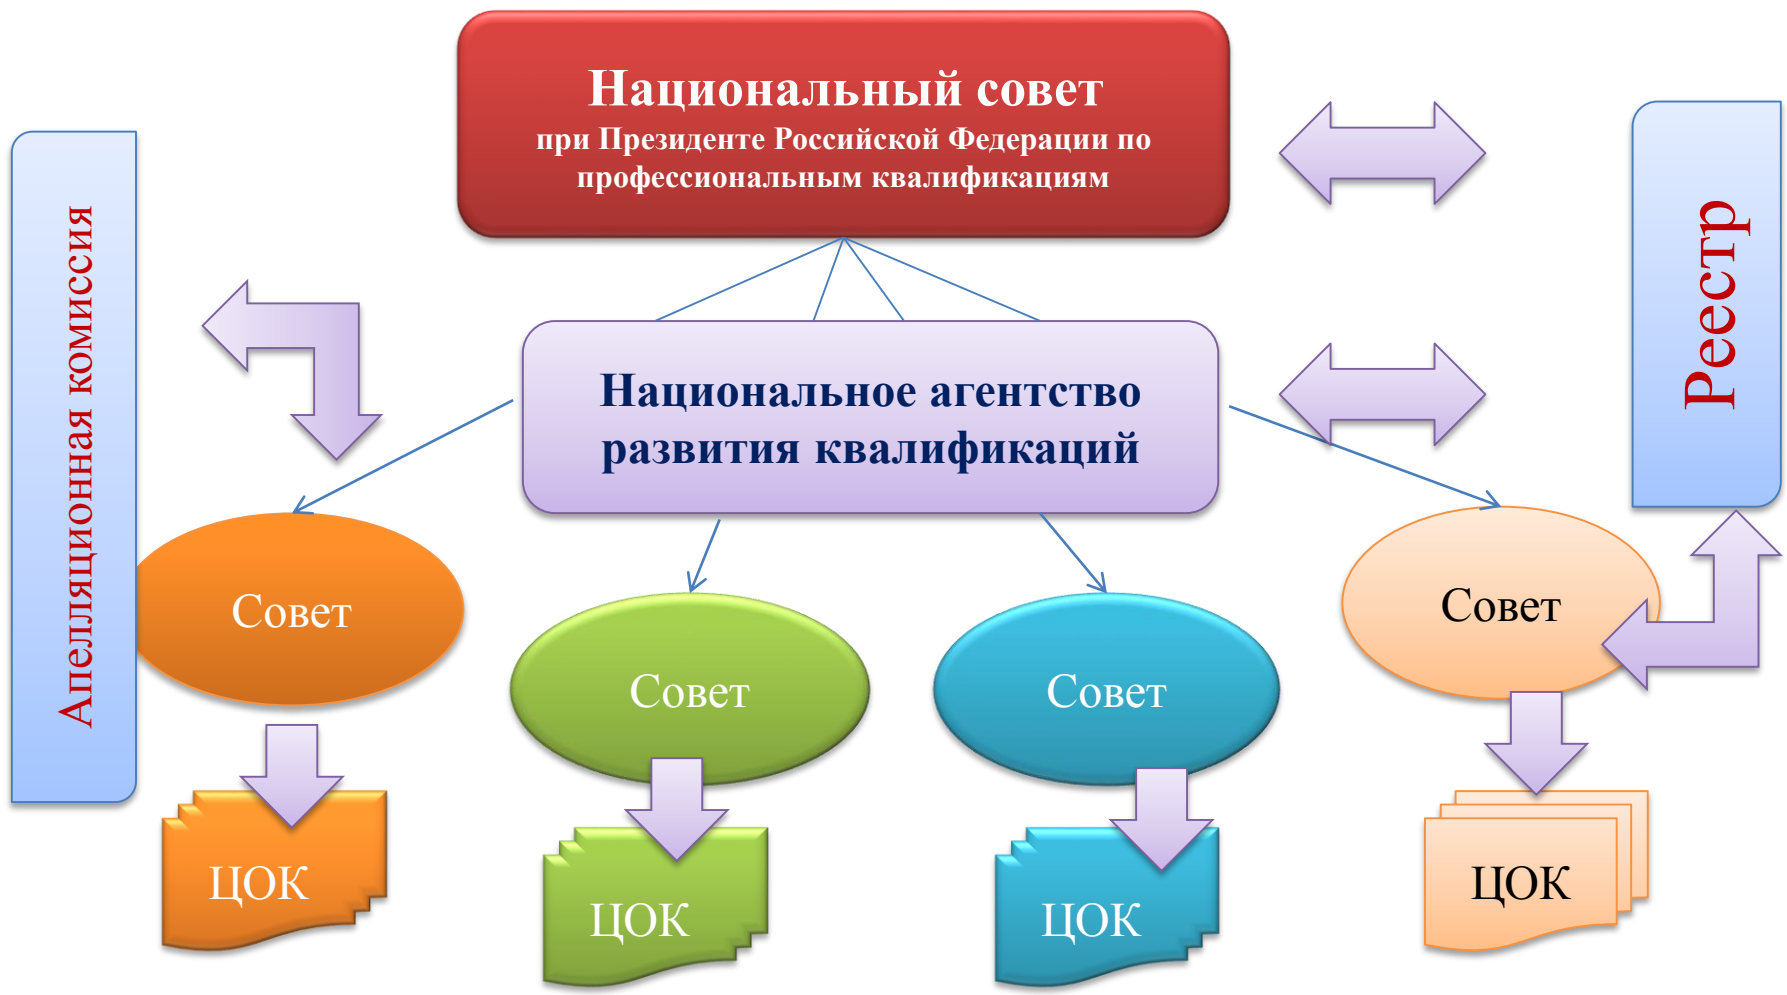 Национальный совет
при Президенте Российской Федерации по
профессиональным квалификациям
Апелляционная комиссия
Реестр
Национальное агентство
развития квалификаций
Совет
Совет
Совет
Совет
ЦОК
ЦОК
ЦОК
ЦОК